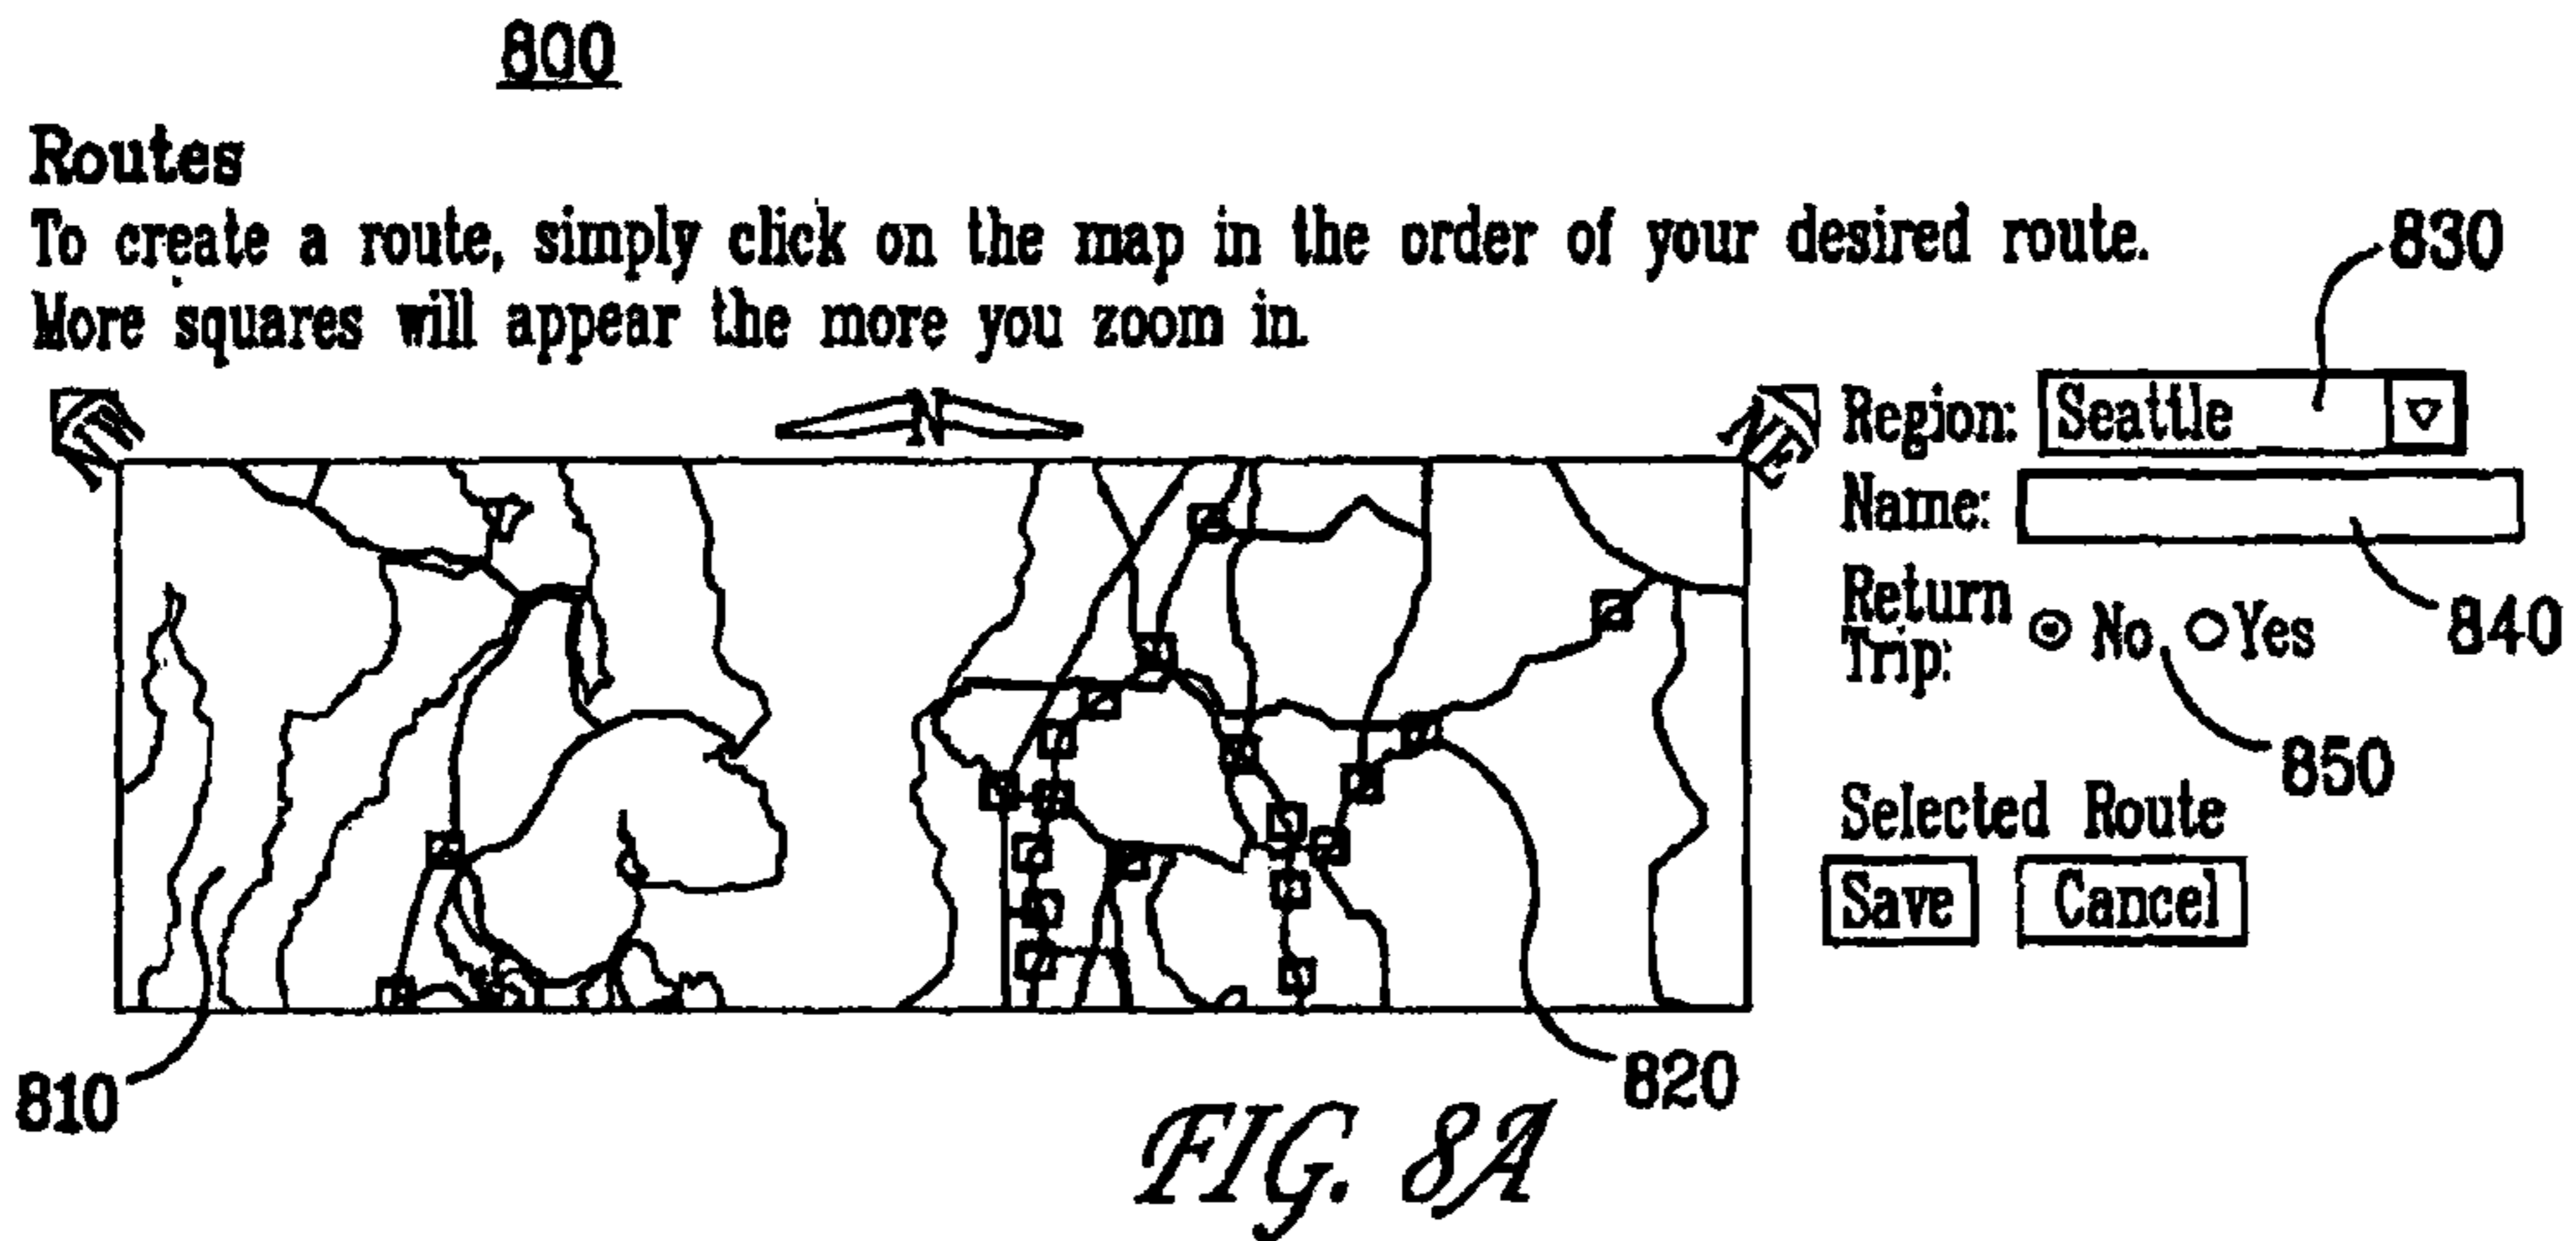 800
Routes
To create a route, simply click on the map in the order of your desired route.
More squares will appear the more you zoom in.
NW
N
NE
Region: Seattle
830
Name:
840
Return
Trip:
No
Yes
850
Selected Route
Save
Cancel
810
820
FIG. 8A